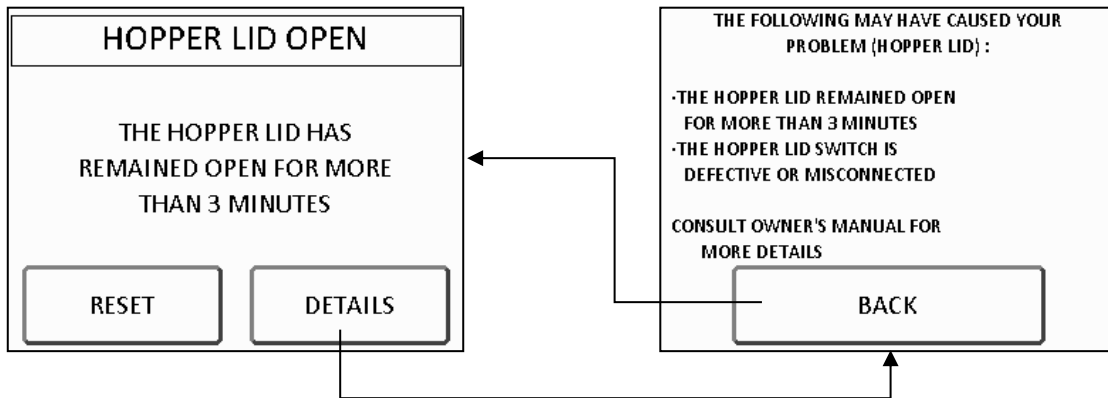 HOPPER LID OPEN
THE HOPPER LID HAS
REMAINED OPEN FOR MORE
THAN 3 MINUTES
RESET
DETAILS
THE FOLLOWING MAY HAVE CAUSED YOUR
PROBLEM (HOPPER LID) :
·THE HOPPER LID REMAINED OPEN
FOR MORE THAN 3 MINUTES
·THE HOPPER LID SWITCH IS
DEFECTIVE OR MISCONNECTED
CONSULT OWNER'S MANUAL FOR
MORE DETAILS
BACK